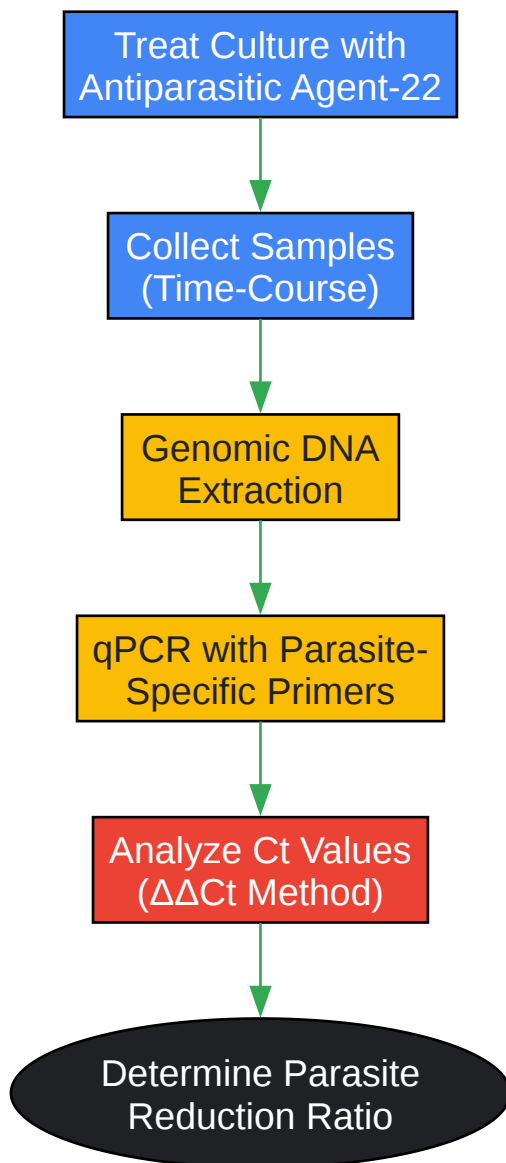 Treat Culture with
Antiparasitic Agent-22
Collect Samples
(Time-Course)
Genomic DNA
Extraction
qPCR with Parasite-
Specific Primers
Analyze Ct Values
(ΔΔCt Method)
Determine Parasite
Reduction Ratio